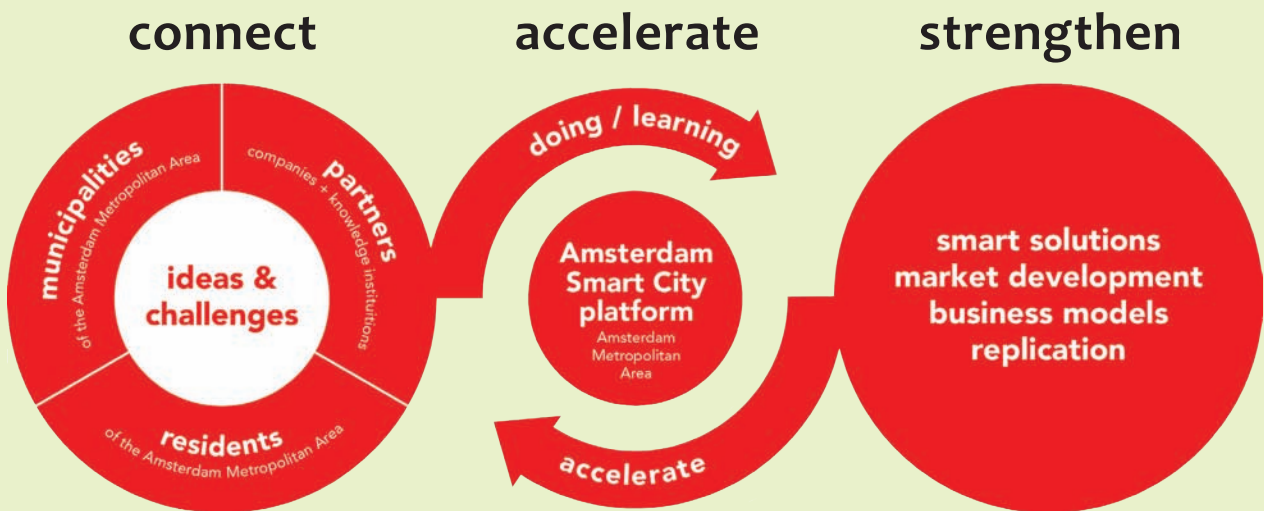 connect
accelerate
strengthen
municipalities
of the Amsterdam Metropolitan Area
partners
companies + knowledge instituitions
ideas &
challenges
residents
of the Amsterdam Metropolitan Area
doing / learning
Amsterdam
Smart City
platform
Amsterdam
Metropolitan
Area
accelerate
smart solutions
market development
business models
replication